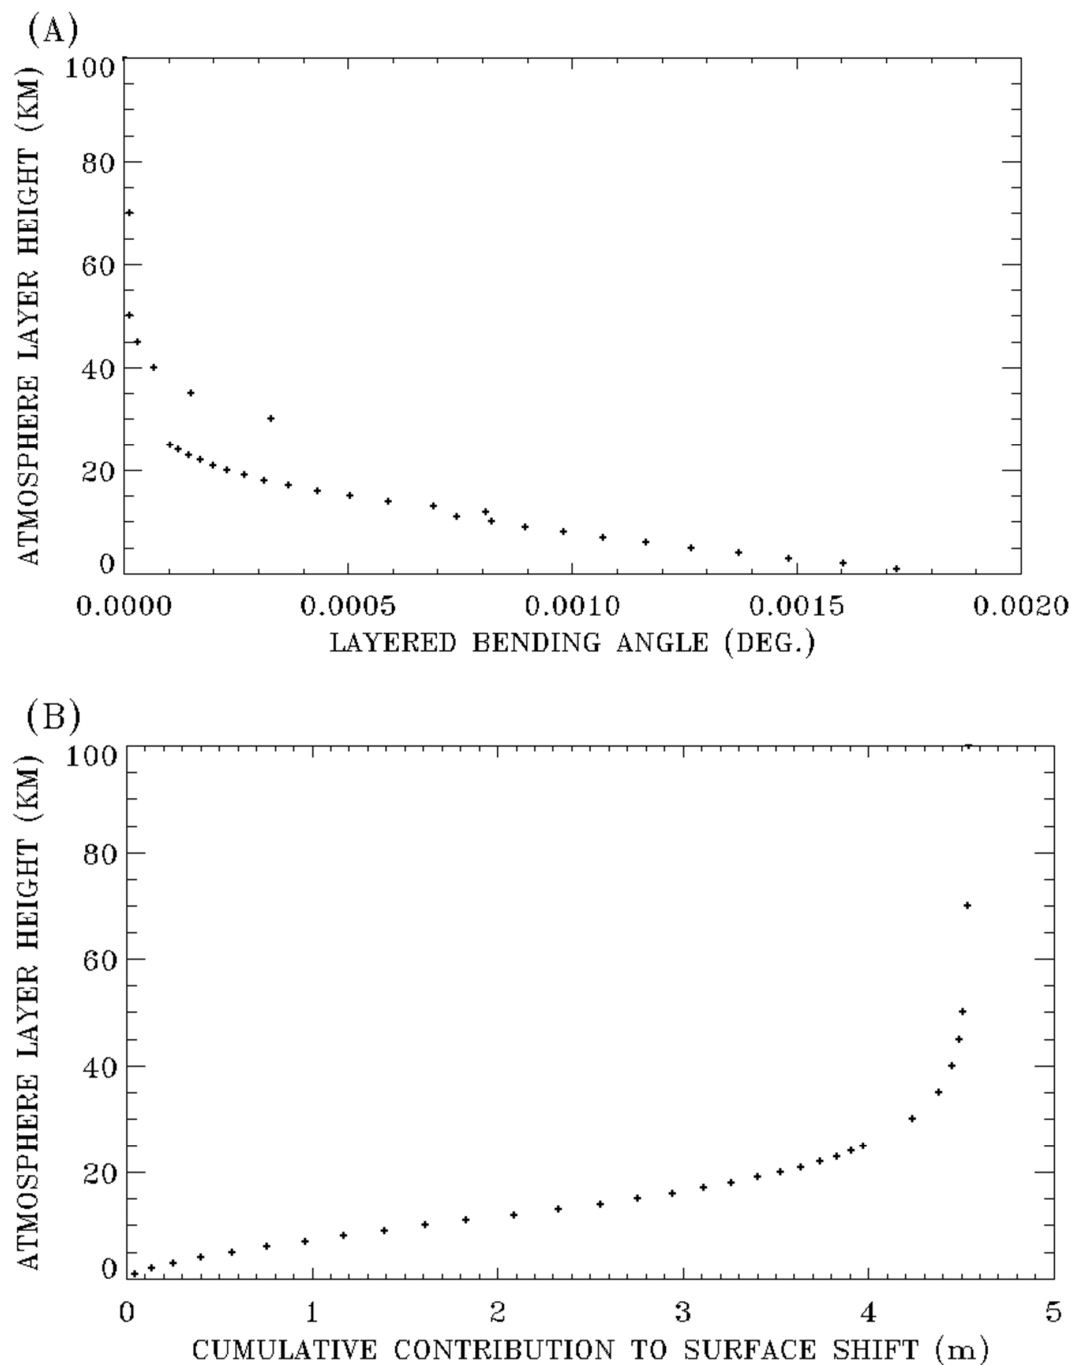 (A)
ATMOSPHERE LAYER HEIGHT (KM)
100
80
60
40
20
0
0.0000 0.0005 0.0010 0.0015 0.0020
LAYERED BENDING ANGLE (DEG.)
(B)
ATMOSPHERE LAYER HEIGHT (KM)
100
80
60
40
20
0
0 1 2 3 4 5
CUMULATIVE CONTRIBUTION TO SURFACE SHIFT (m)